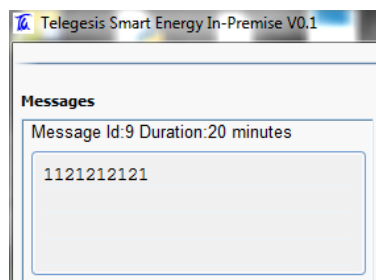 Telegesis Smart Energy In-Premise V0.1
Messages
Message Id:9 Duration:20 minutes
1121212121